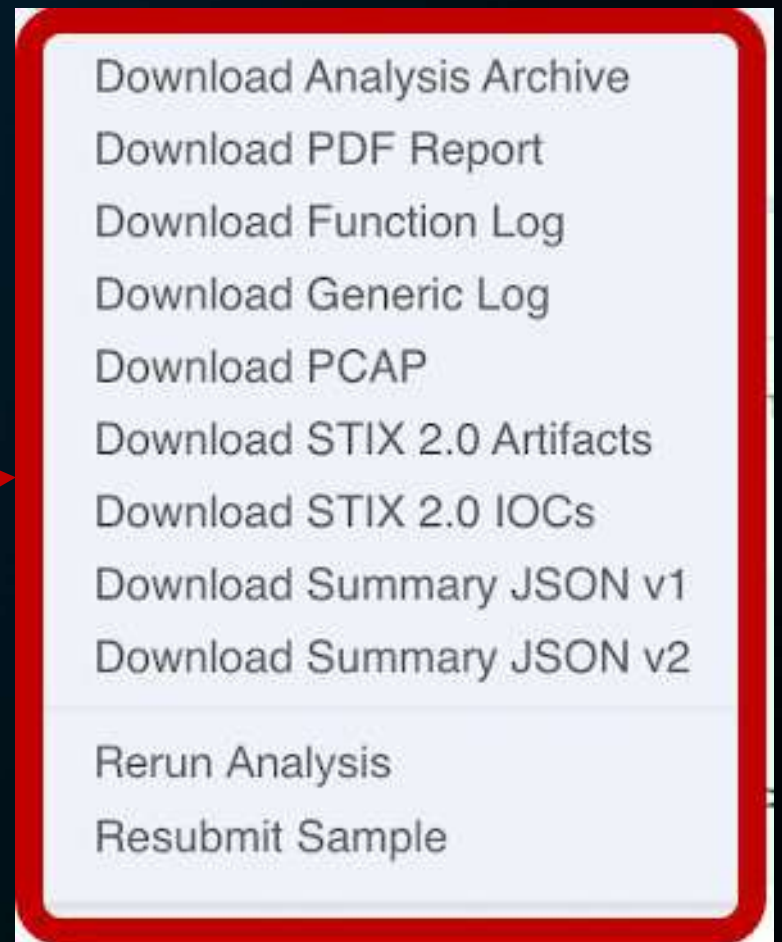 Download Analysis Archive
Download PDF Report
Download Function Log
Download Generic Log
Download PCAP
Download STIX 2.0 Artifacts
Download STIX 2.0 IOCs
Download Summary JSON v1
Download Summary JSON v2
Rerun Analysis
Resubmit Sample